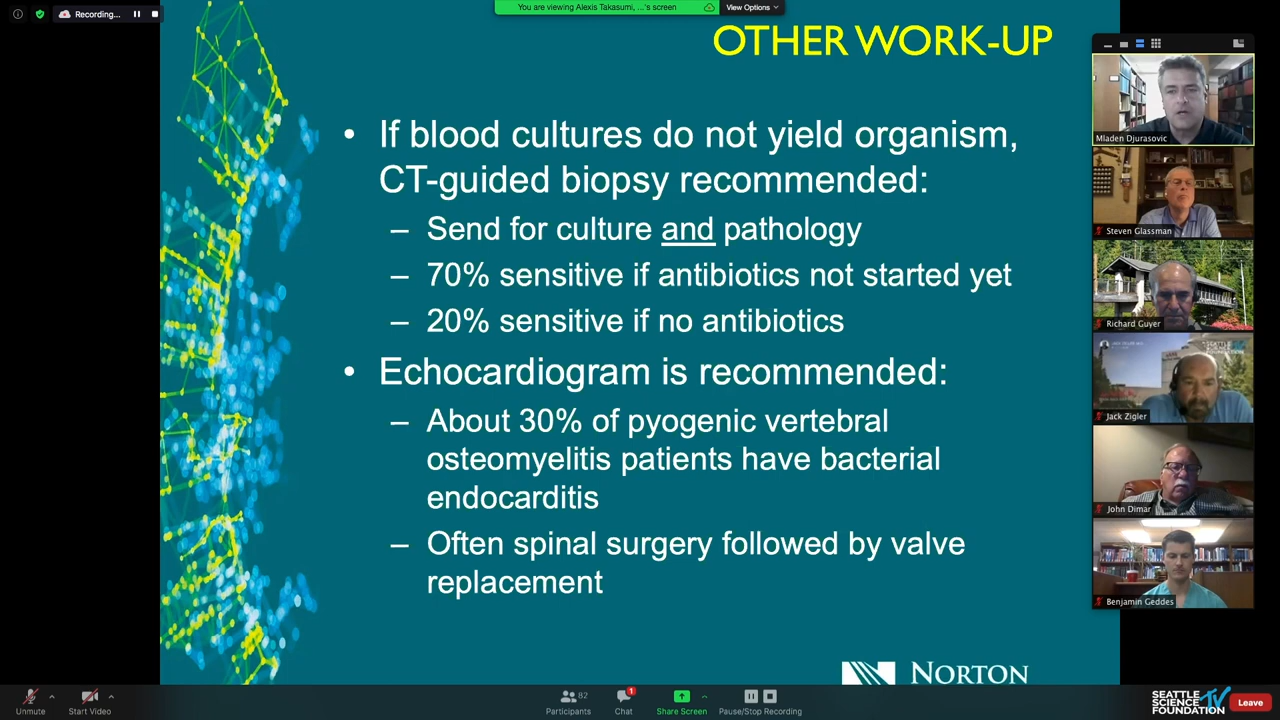 Recording...
You are viewing Alexis Takasumi, ...'s screen
View Options
OTHER WORK-UP
• If blood cultures do not yield organism,
CT-guided biopsy recommended:
– Send for culture and pathology
– 70% sensitive if antibiotics not started yet
– 20% sensitive if no antibiotics
• Echocardiogram is recommended:
– About 30% of pyogenic vertebral
osteomyelitis patients have bacterial
endocarditis
– Often spinal surgery followed by valve
replacement
NORTON
Mladen Djurasovic
Steven Glassman
Richard Guyer
Jack Zigler
John Dimar
Benjamin Geddes
Unmute
Start Video
82
Participants
1
Chat
Share Screen
Pause/Stop Recording
SEATTLE
SCIENCE
FOUNDATION
TV
Leave